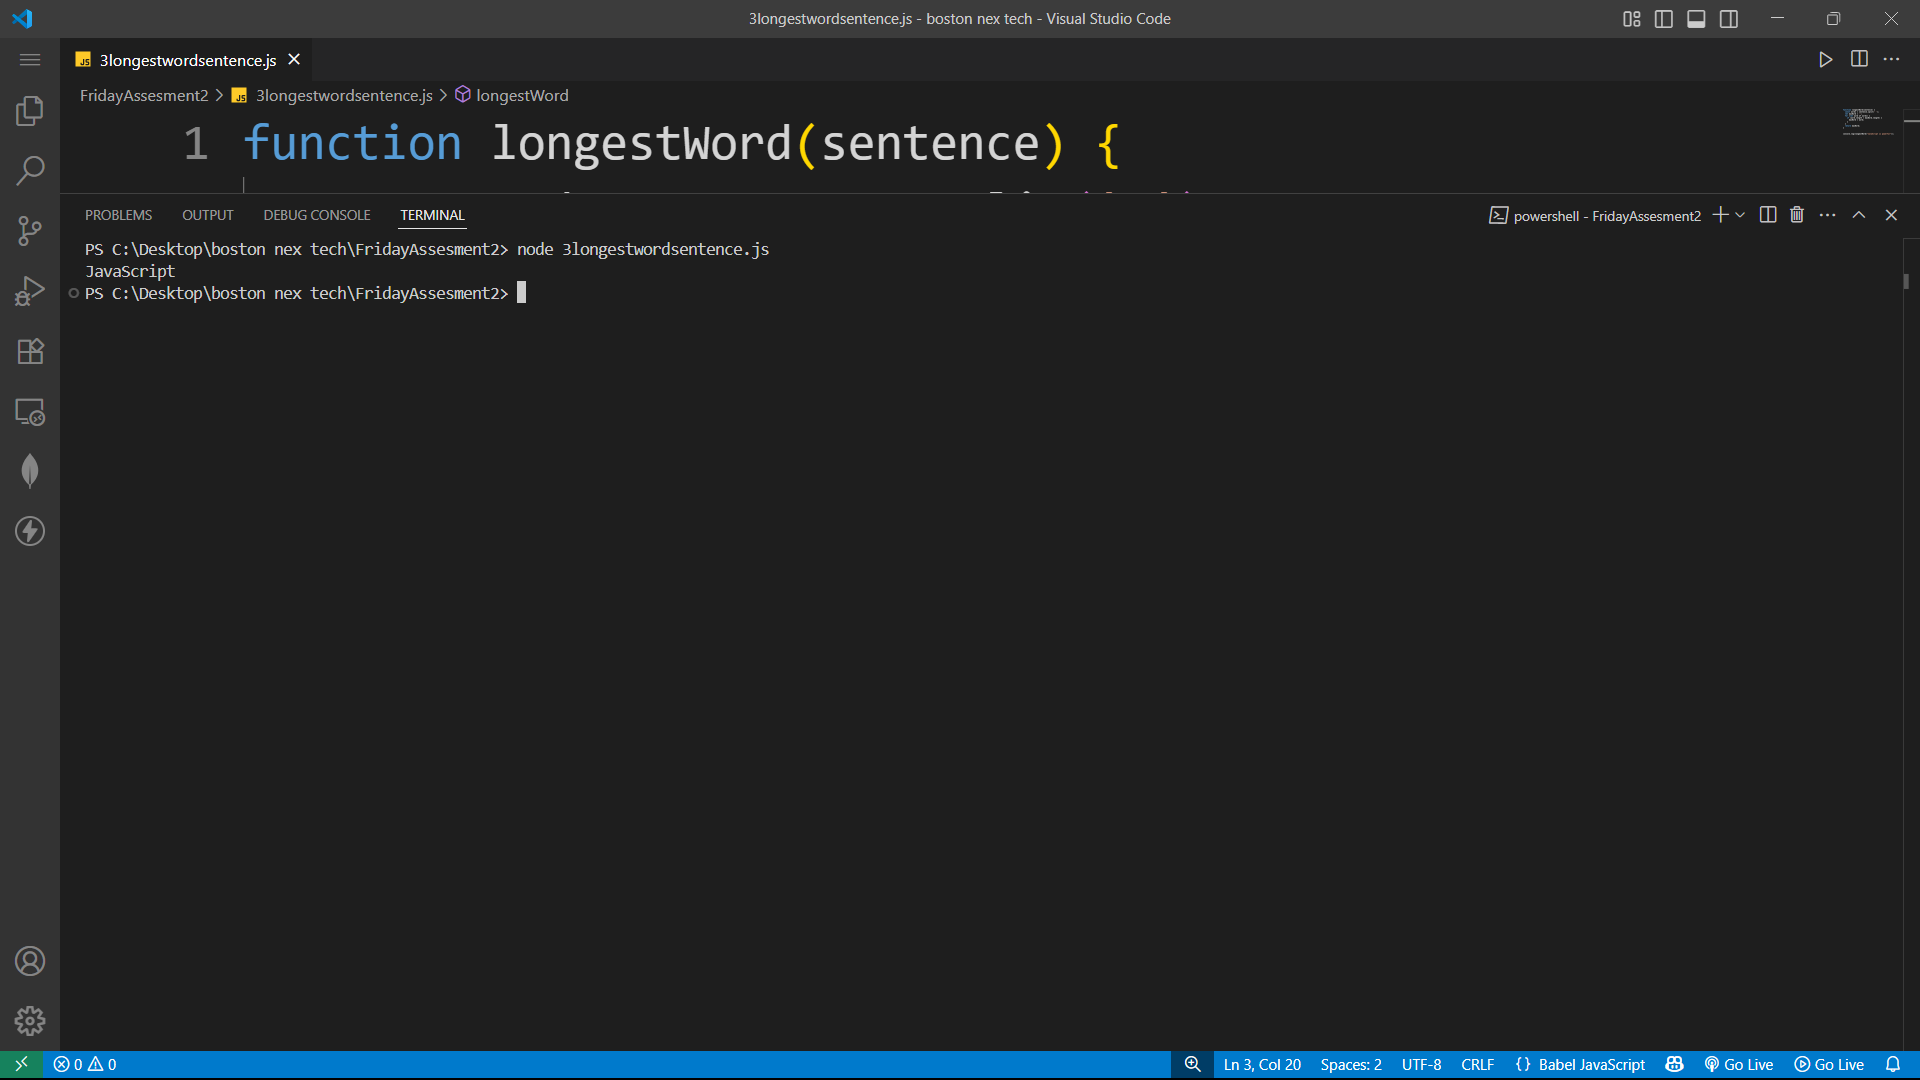 3longestwordsentence.js - boston nex tech - Visual Studio Code
JS 3longestwordsentence.js
FridayAssesment2 > JS 3longestwordsentence.js > longestWord
1 function longestWord(sentence) {
PROBLEMS OUTPUT DEBUG CONSOLE TERMINAL powershell - FridayAssesment2
PS C:\Desktop\boston nex tech\FridayAssesment2> node 3longestwordsentence.js
JavaScript
PS C:\Desktop\boston nex tech\FridayAssesment2>
0 0 Ln 3, Col 20 Spaces: 2 UTF-8 CRLF {} Babel JavaScript Go Live Go Live